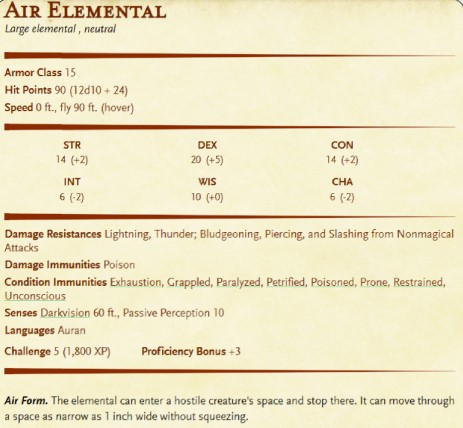 AIR ELEMENTAL
Large elemental , neutral
Armor Class 15
Hit Points 90 (12d10 + 24)
Speed 0 ft., fly 90 ft. (hover)
STR DEX CON
14 (+2) 20 (+5) 14 (+2)
INT WIS CHA
6 (-2) 10 (+0) 6 (-2)
Damage Resistances Lightning, Thunder; Bludgeoning, Piercing, and Slashing from Nonmagical
Attacks
Damage Immunities Poison
Condition Immunities Exhaustion, Grappled, Paralyzed, Petrified, Poisoned, Prone, Restrained,
Unconscious
Senses Darkvision 60 ft., Passive Perception 10
Languages Auran
Challenge 5 (1,800 XP) Proficiency Bonus +3
Air Form. The elemental can enter a hostile creature's space and stop there. It can move through
a space as narrow as 1 inch wide without squeezing.